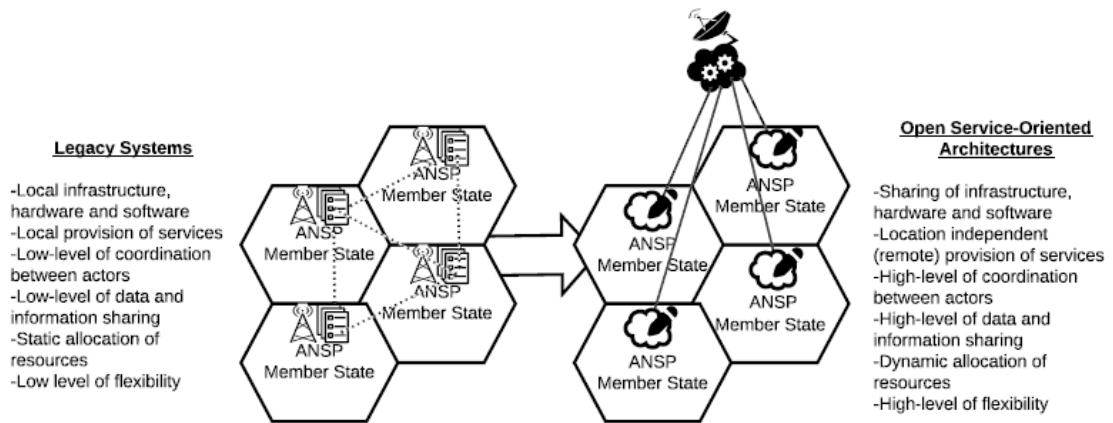 Legacy Systems
-Local infrastructure,
hardware and software
-Local provision of services
-Low-level of coordination
between actors
-Low-level of data and
information sharing
-Static allocation of
resources
-Low level of flexibility
ANSP
Member State
ANSP
Member State
ANSP
Member State
ANSP
Member State
ANSP
Member State
ANSP
Member State
ANSP
Member State
ANSP
Member State
Open Service-Oriented
Architectures
-Sharing of infrastructure,
hardware and software
-Location independent
(remote) provision of services
-High-level of coordination
between actors
-High-level of data and
information sharing
-Dynamic allocation of
resources
-High-level of flexibility